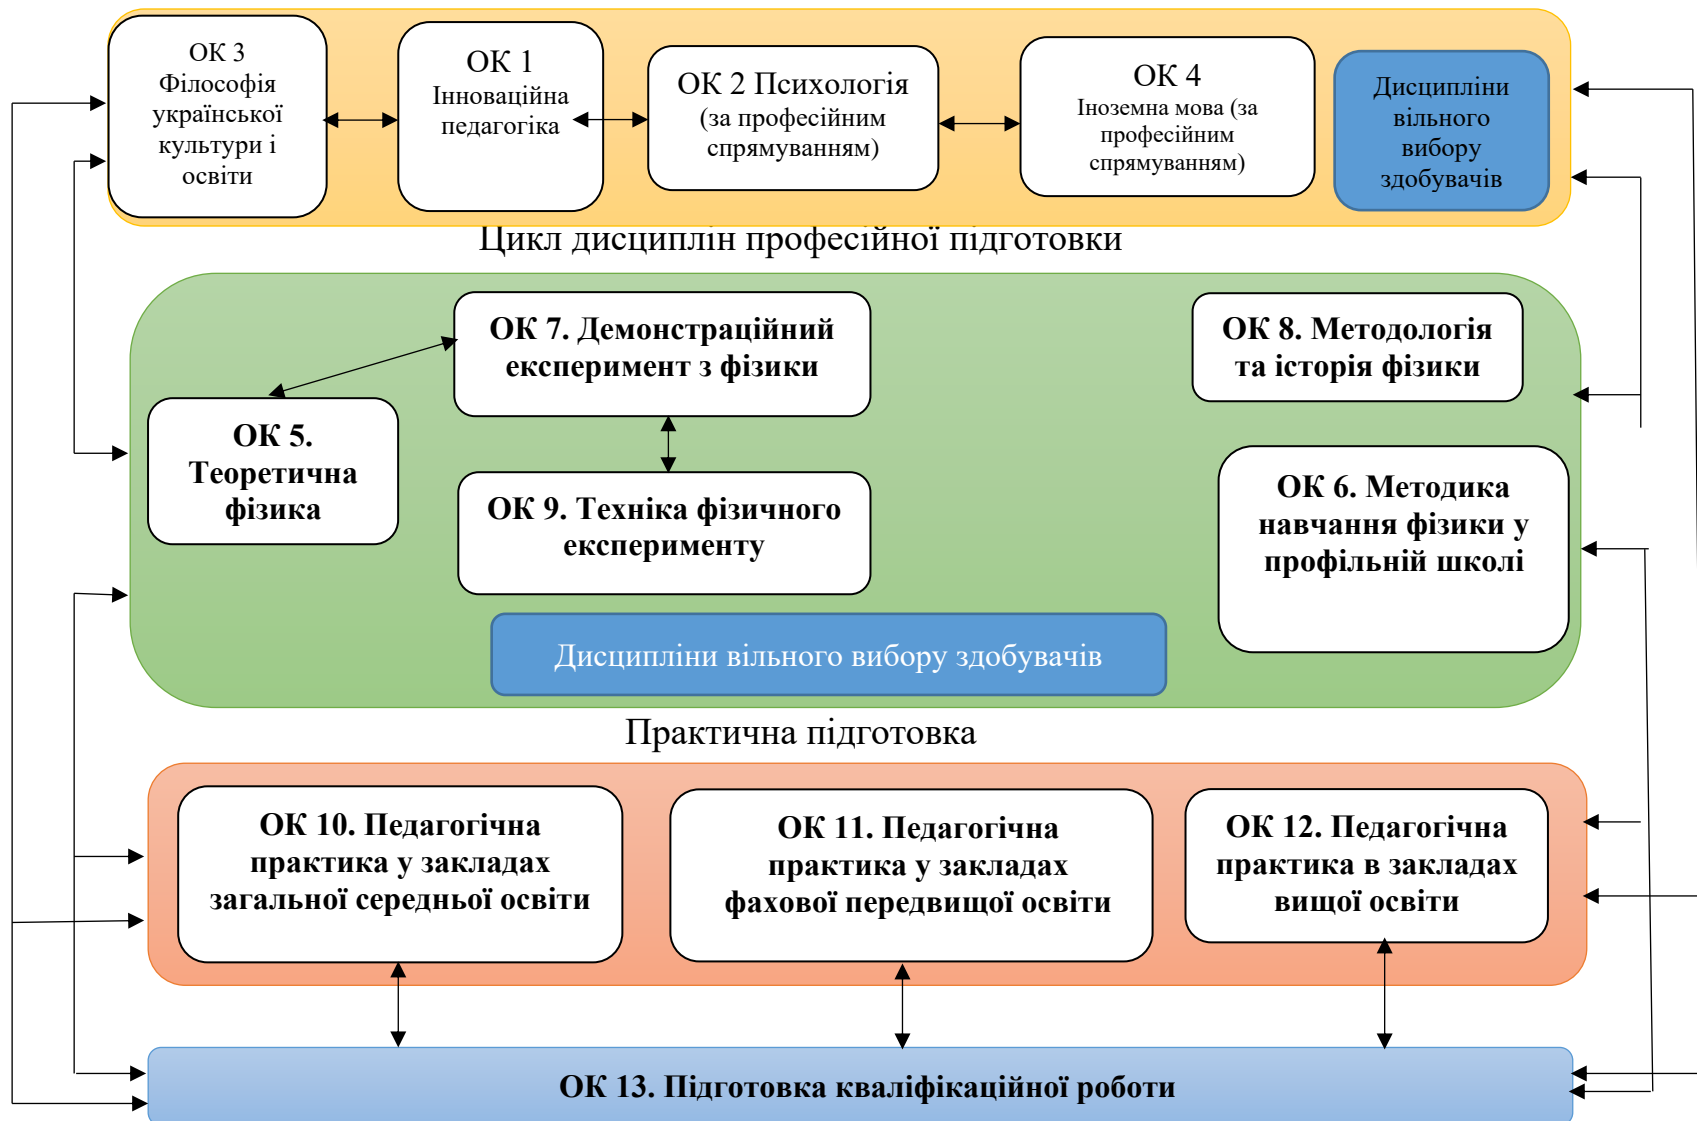 ОК 3
Філософія
української
культури і
освіти
ОК 1
Інноваційна
педагогіка
ОК 2 Психологія
(за професійним
спрямуванням)
ОК 4
Іноземна мова (за
професійним
спрямуванням)
Дисципліни
вільного
вибору
здобувачів
Цикл дисциплін професійної підготовки
ОК 7. Демонстраційний
експеримент з фізики
ОК 8. Методологія
та історія фізики
ОК 5.
Теоретична
фізика
ОК 9. Техніка фізичного
експерименту
ОК 6. Методика
навчання фізики у
профільній школі
Дисципліни вільного вибору здобувачів
Практична підготовка
ОК 10. Педагогічна
практика у закладах
загальної середньої освіти
ОК 11. Педагогічна
практика у закладах
фахової передвищої освіти
ОК 12. Педагогічна
практика в закладах
вищої освіти
ОК 13. Підготовка кваліфікаційної роботи